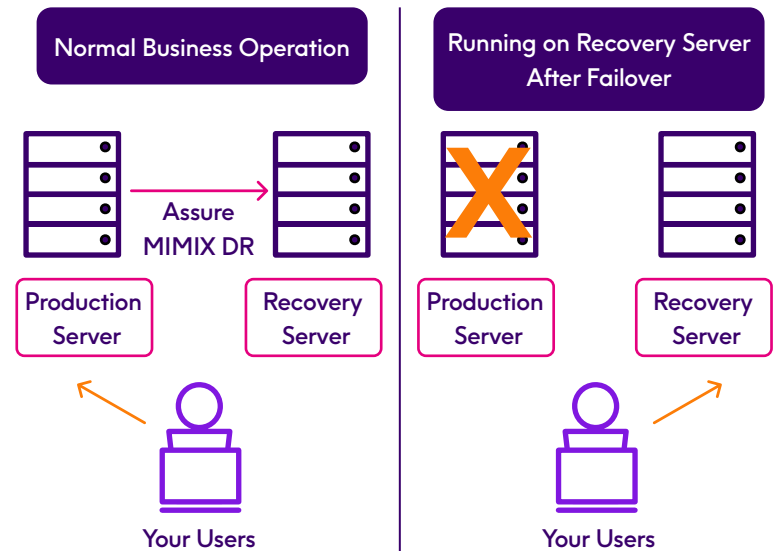 Normal Business Operation
Assure
MIMIX DR
Production
Server
Recovery
Server
Your Users
Running on Recovery Server
After Failover
Production
Server
Recovery
Server
Your Users